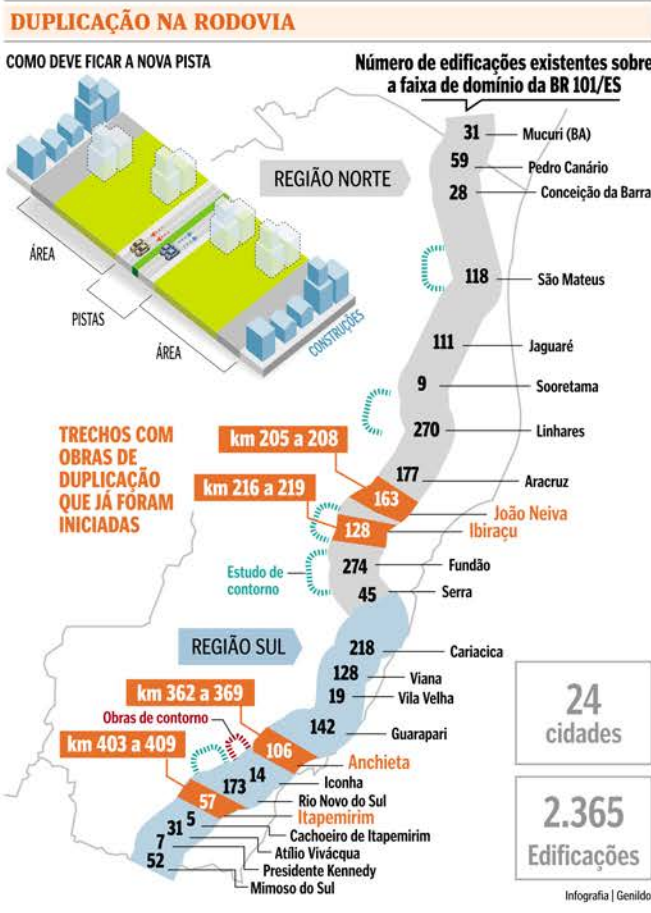 DUPLICAÇÃO NA RODOVIA
COMO DEVE FICAR A NOVA PISTA
ÁREA
PISTAS
ÁREA
CONSTRUÇÕES
Número de edificações existentes sobre
a faixa de domínio da BR 101/ES
REGIÃO NORTE
31 Mucuri (BA)
59 Pedro Canário
28 Conceição da Barra
118 São Mateus
111 Jaguaré
9 Sooretama
270 Linhares
177 Aracruz
TRECHOS COM
OBRAS DE
DUPLICAÇÃO
QUE JÁ FORAM
INICIADAS
km 205 a 208
163 João Neiva
km 216 a 219
128 Ibiraçu
Estudo de
contorno
274 Fundão
45 Serra
REGIÃO SUL
218 Cariacica
128 Viana
19 Vila Velha
142 Guarapari
km 362 a 369
Obras de contorno
106 Anchieta
km 403 a 409
14 Iconha
173 Rio Novo do Sul
57 Itapemirim
5 Cachoeiro de Itapemirim
31 Atílio Vivácqua
7 Presidente Kennedy
52 Mimoso do Sul
24
cidades
2.365
Edificações
Infografia | Genildo